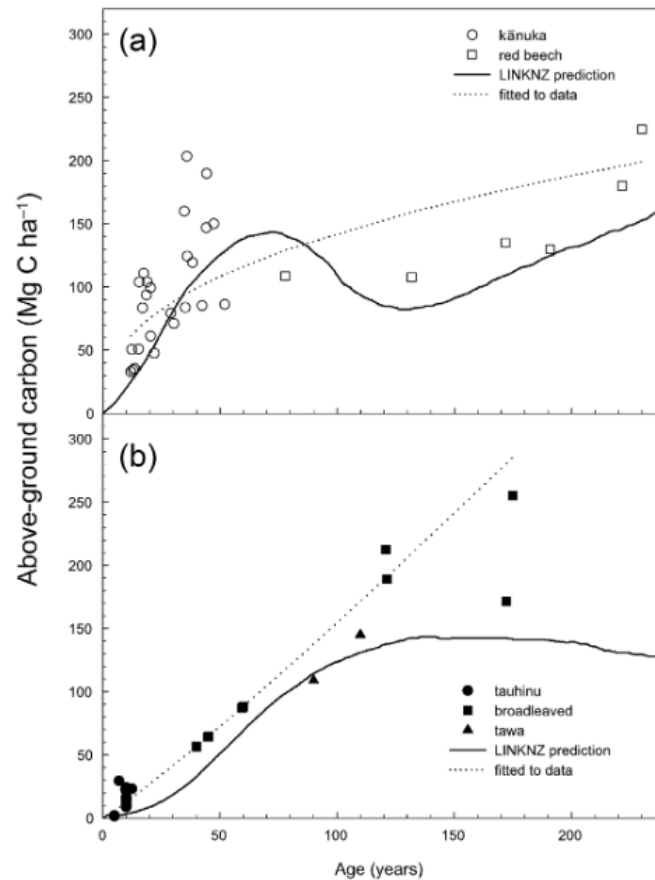 (a)
kānuka
red beech
LINKNZ prediction
fitted to data
300
250
200
150
100
50
0
Above-ground carbon (Mg C ha⁻¹)
(b)
300
250
200
150
100
50
0
tauhinu
broadleaved
tawa
LINKNZ prediction
fitted to data
0 50 100 150 200
Age (years)